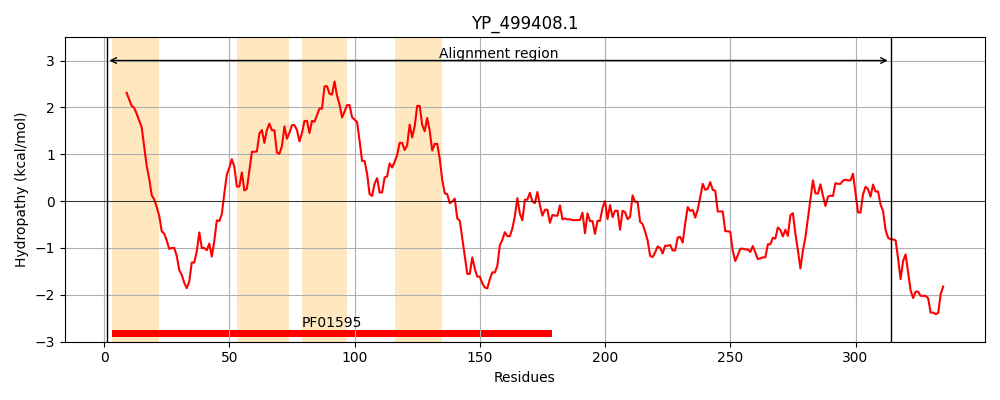 YP_499408.1
Alignment region
Hydropathy (kcal/mol)
3
2
1
0
−1
−2
−3
PF01595
0 50 100 150 200 250 300
Residues